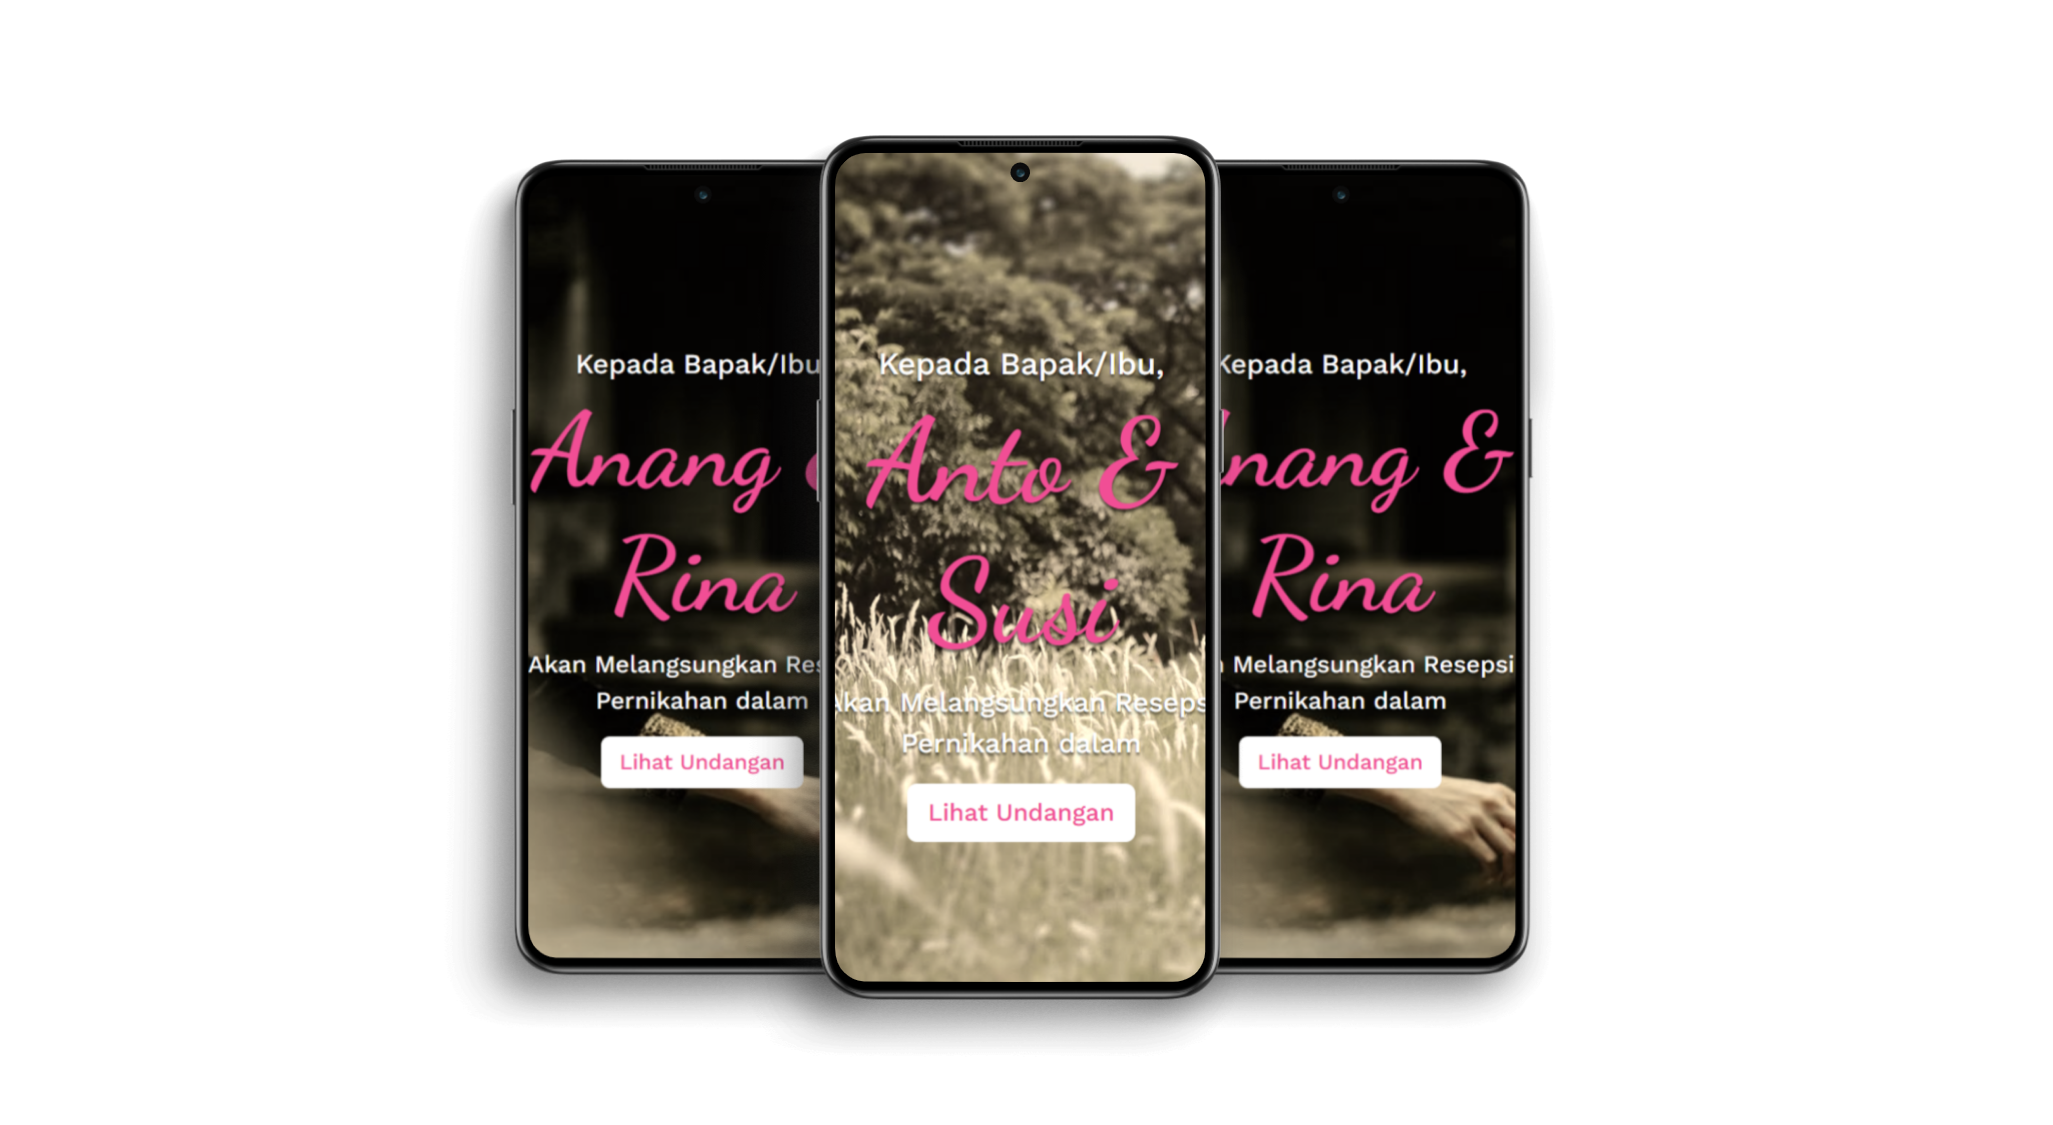 Kepada Bapak/Ibu
Anang
Rina
Akan Melangsungkan Res
Pernikahan dalam
Lihat Undangan
Kepada Bapak/Ibu,
Anto &
Susi
Akan Melangsungkan Reseps
Pernikahan dalam
Lihat Undangan
Kepada Bapak/Ibu,
nang &
Rina
Melangsungkan Resepsi
Pernikahan dalam
Lihat Undangan